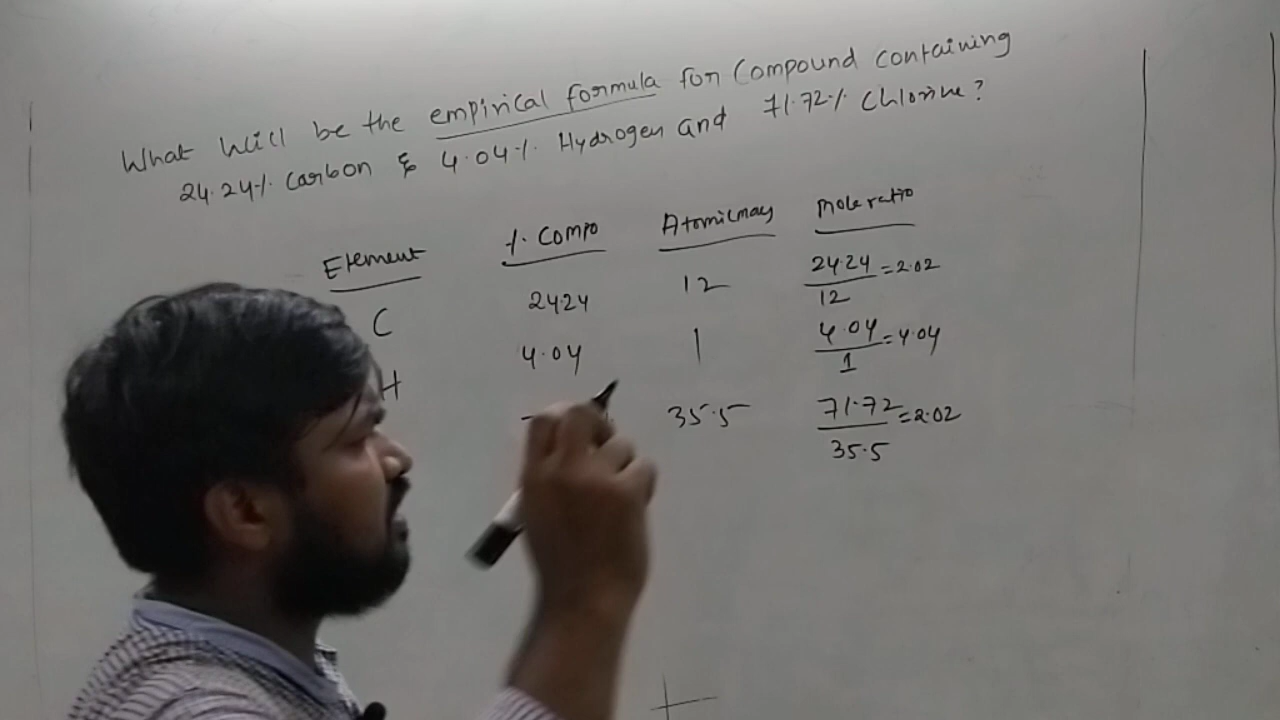 What will be the empirical formula for Compound containing
24.24% carbon & 4.04% Hydrogen and 71.72% Chlorine?
Element % Compo Atomic mass Mole ratio
C 24.24 12 24.24/12 = 2.02
H 4.04 1 4.04/1 = 4.04
35.5 71.72/35.5 = 2.02